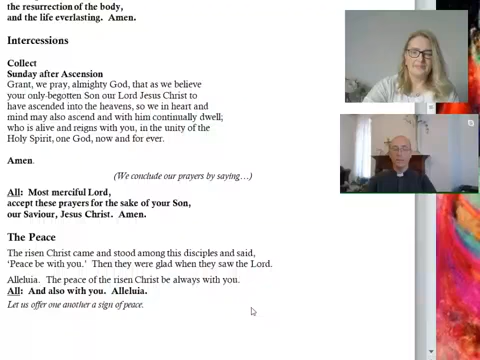 the resurrection of the body,
and the life everlasting. Amen.
Intercessions
Collect
Sunday after Ascension
Grant, we pray, almighty God, that as we believe
your only-begotten Son our Lord Jesus Christ to
have ascended into the heavens, so we in heart and
mind may also ascend and with him continually dwell;
who is alive and reigns with you, in the unity of the
Holy Spirit, one God, now and for ever.
Amen.
(We conclude our prayers by saying…)
All: Most merciful Lord,
accept these prayers for the sake of your Son,
our Saviour, Jesus Christ. Amen.
The Peace
The risen Christ came and stood among this disciples and said,
‘Peace be with you.’ Then they were glad when they saw the Lord.
Alleluia. The peace of the risen Christ be always with you.
All: And also with you. Alleluia.
Let us offer one another a sign of peace.